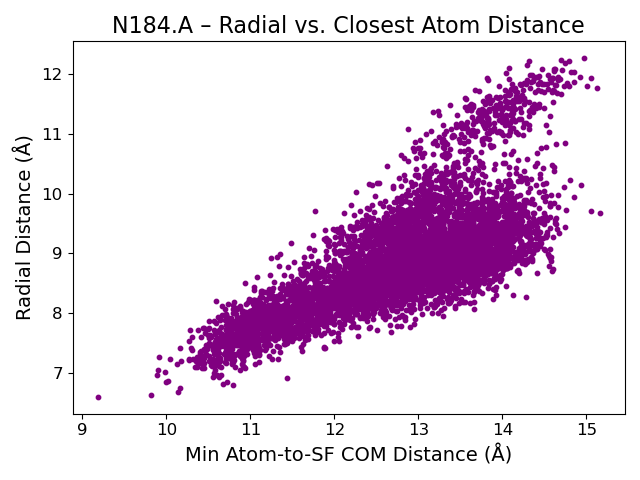 N184.A – Radial vs. Closest Atom Distance
Radial Distance (Å)
12
11
10
9
8
7
9 10 11 12 13 14 15
Min Atom-to-SF COM Distance (Å)